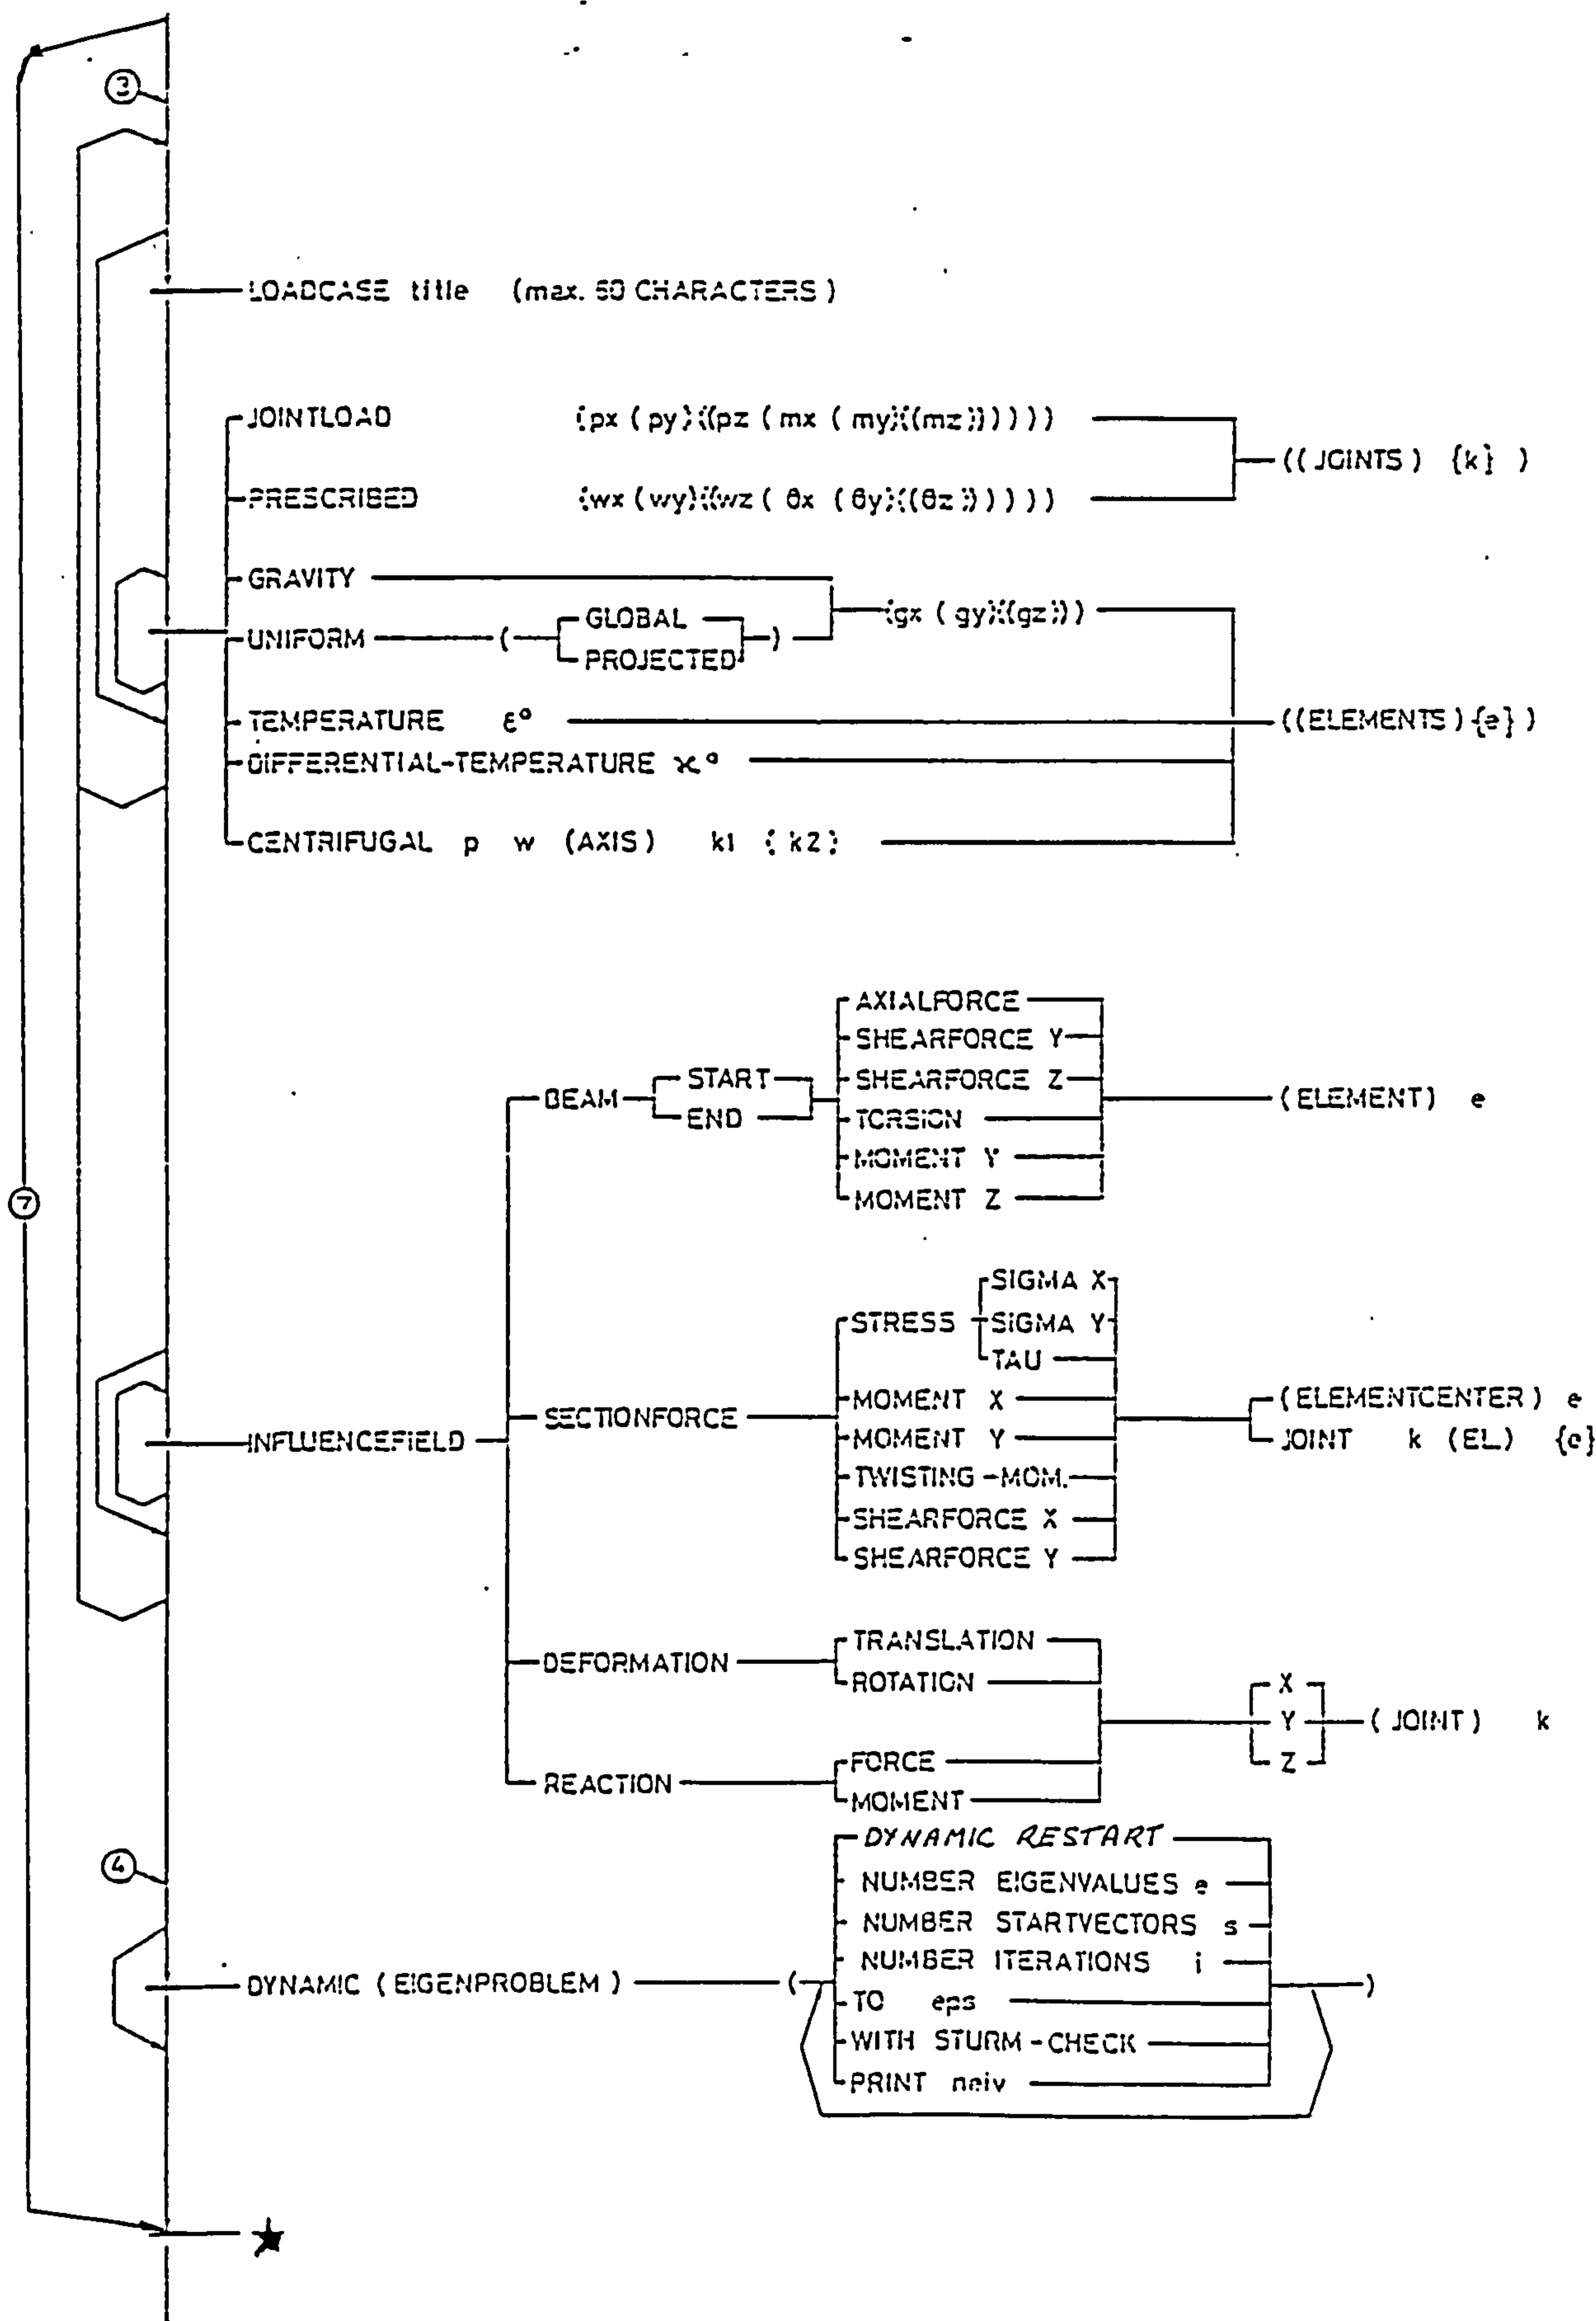 ③
LOADCASE title (max. 60 CHARACTERS)
JOINTLOAD {px (py}{(pz (mx (my}{(mz}))))) 
PRESCRIBED {wx (wy}{(wz (θx (θy}{(θz})))))
((JOINTS) {k} )
GRAVITY
UNIFORM ( GLOBAL )
PROJECTED
{gx (gy}{(gz}))
TEMPERATURE ε°
((ELEMENTS) {e} )
DIFFERENTIAL-TEMPERATURE ϰ°
CENTRIFUGAL p w (AXIS) k1 {k2}
AXIALFORCE
SHEARFORCE Y
SHEARFORCE Z
BEAM
START
END
(ELEMENT) e
TORSION
MOMENT Y
MOMENT Z
⑦
SIGMA X
STRESS SIGMA Y
TAU
MOMENT X
(ELEMENTCENTER) e
SECTIONFORCE
INFLUENCEFIELD
MOMENT Y
JOINT k (EL) {e}
TWISTING-MOM.
SHEARFORCE X
SHEARFORCE Y
TRANSLATION
DEFORMATION
ROTATION
X
Y (JOINT) k
Z
FORCE
REACTION
MOMENT
DYNAMIC RESTART
④
NUMBER EIGENVALUES e
NUMBER STARTVECTORS s
NUMBER ITERATIONS i
DYNAMIC (EIGENPROBLEM) ( )
TO eps
WITH STURM-CHECK
PRINT neiv